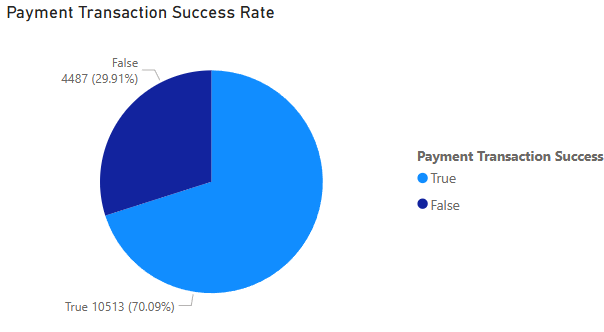 Payment Transaction Success Rate
False
4487 (29.91%)
Payment Transaction Success
True
False
True 10513 (70.09%)